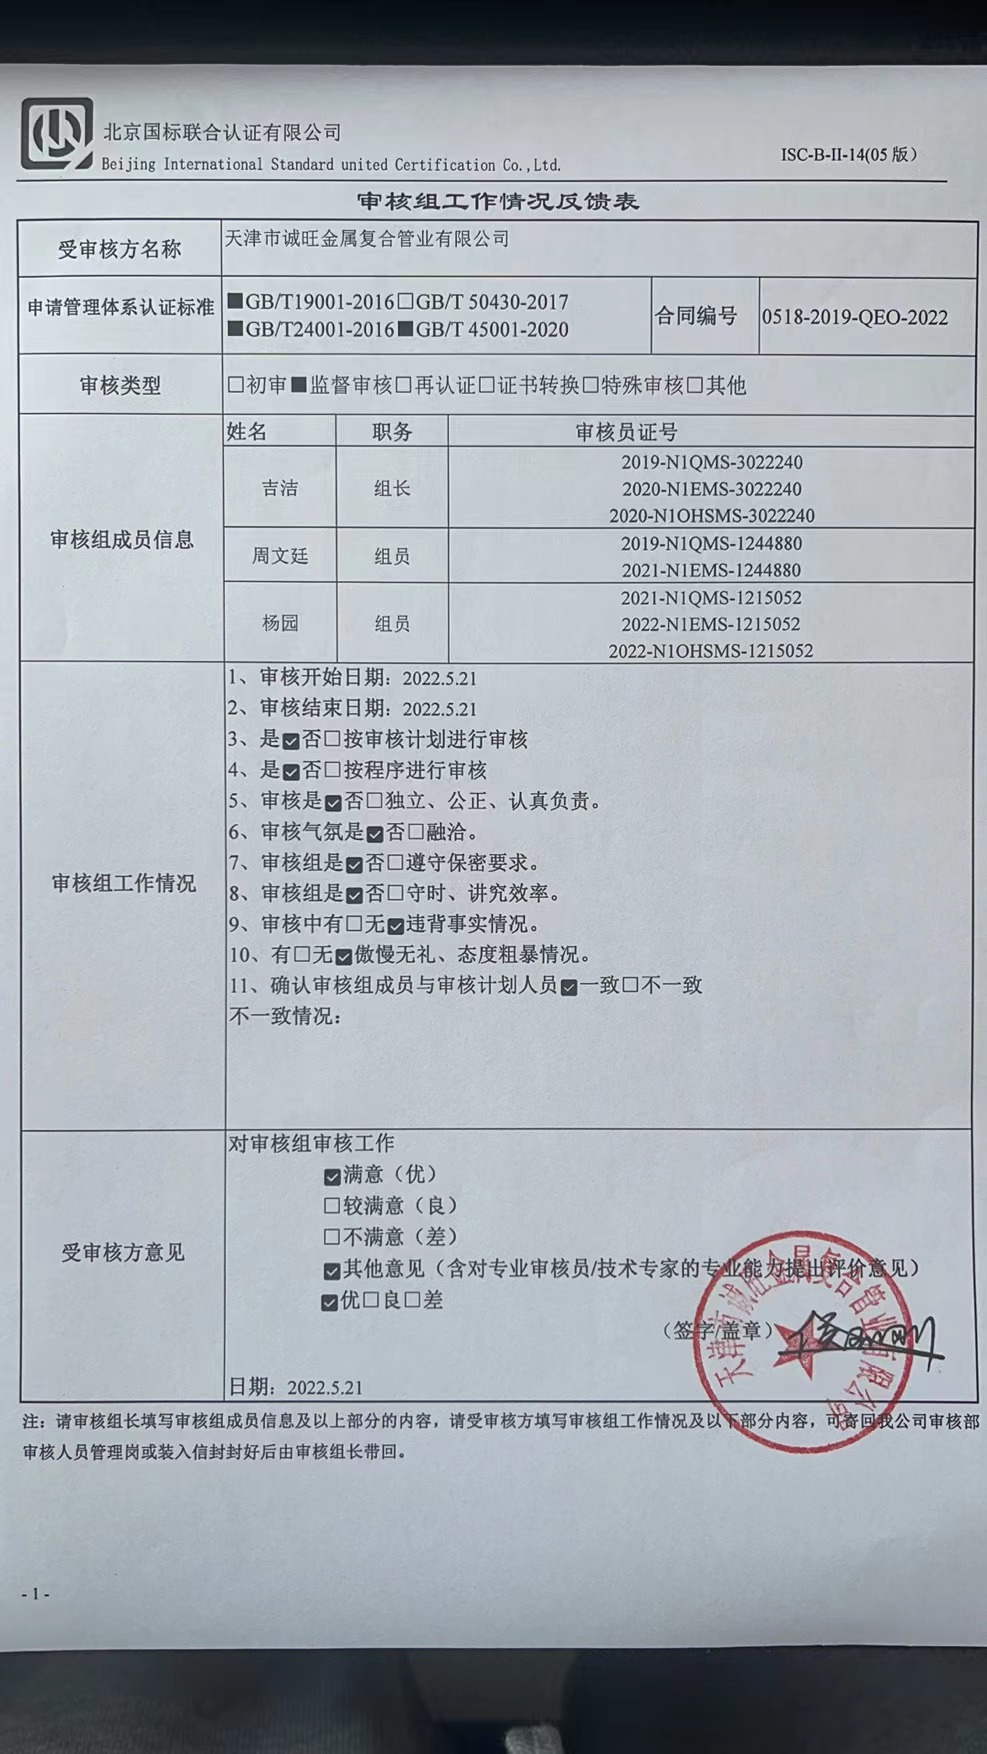 北京国标联合认证有限公司
Beijing International Standard united Certification Co.,Ltd.
ISC-B-II-14(05 版)
审核组工作情况反馈表
受审核方名称 天津市诚旺金属复合管业有限公司
申请管理体系认证标准 ■GB/T19001-2016□GB/T 50430-2017
■GB/T24001-2016■GB/T 45001-2020
合同编号 0518-2019-QEO-2022
审核类型 □初审■监督审核□再认证□证书转换□特殊审核□其他
审核组成员信息
姓名 职务 审核员证号
吉洁 组长 2019-N1QMS-3022240
2020-N1EMS-3022240
2020-N1OHSMS-3022240
周文廷 组员 2019-N1QMS-1244880
2021-N1EMS-1244880
杨园 组员 2021-N1QMS-1215052
2022-N1EMS-1215052
2022-N1OHSMS-1215052
审核组工作情况
1、审核开始日期：2022.5.21
2、审核结束日期：2022.5.21
3、是☑否□按审核计划进行审核
4、是☑否□按程序进行审核
5、审核是☑否□独立、公正、认真负责。
6、审核气氛是☑否□融洽。
7、审核组是☑否□遵守保密要求。
8、审核组是☑否□守时、讲究效率。
9、审核中有□无☑违背事实情况。
10、有□无☑傲慢无礼、态度粗暴情况。
11、确认审核组成员与审核计划人员☑一致□不一致
不一致情况：
受审核方意见
对审核组审核工作
☑满意（优）
□较满意（良）
□不满意（差）
☑其他意见（含对专业审核员/技术专家的专业能力提出评价意见）
☑优□良□差
（签字/盖章）
天津市诚旺金属复合管业有限公司
日期：2022.5.21
注：请审核组长填写审核组成员信息及以上部分的内容，请受审核方填写审核组工作情况及以下部分内容，可寄回我公司审核部
审核人员管理岗或装入信封封好后由审核组长带回。
- 1 -